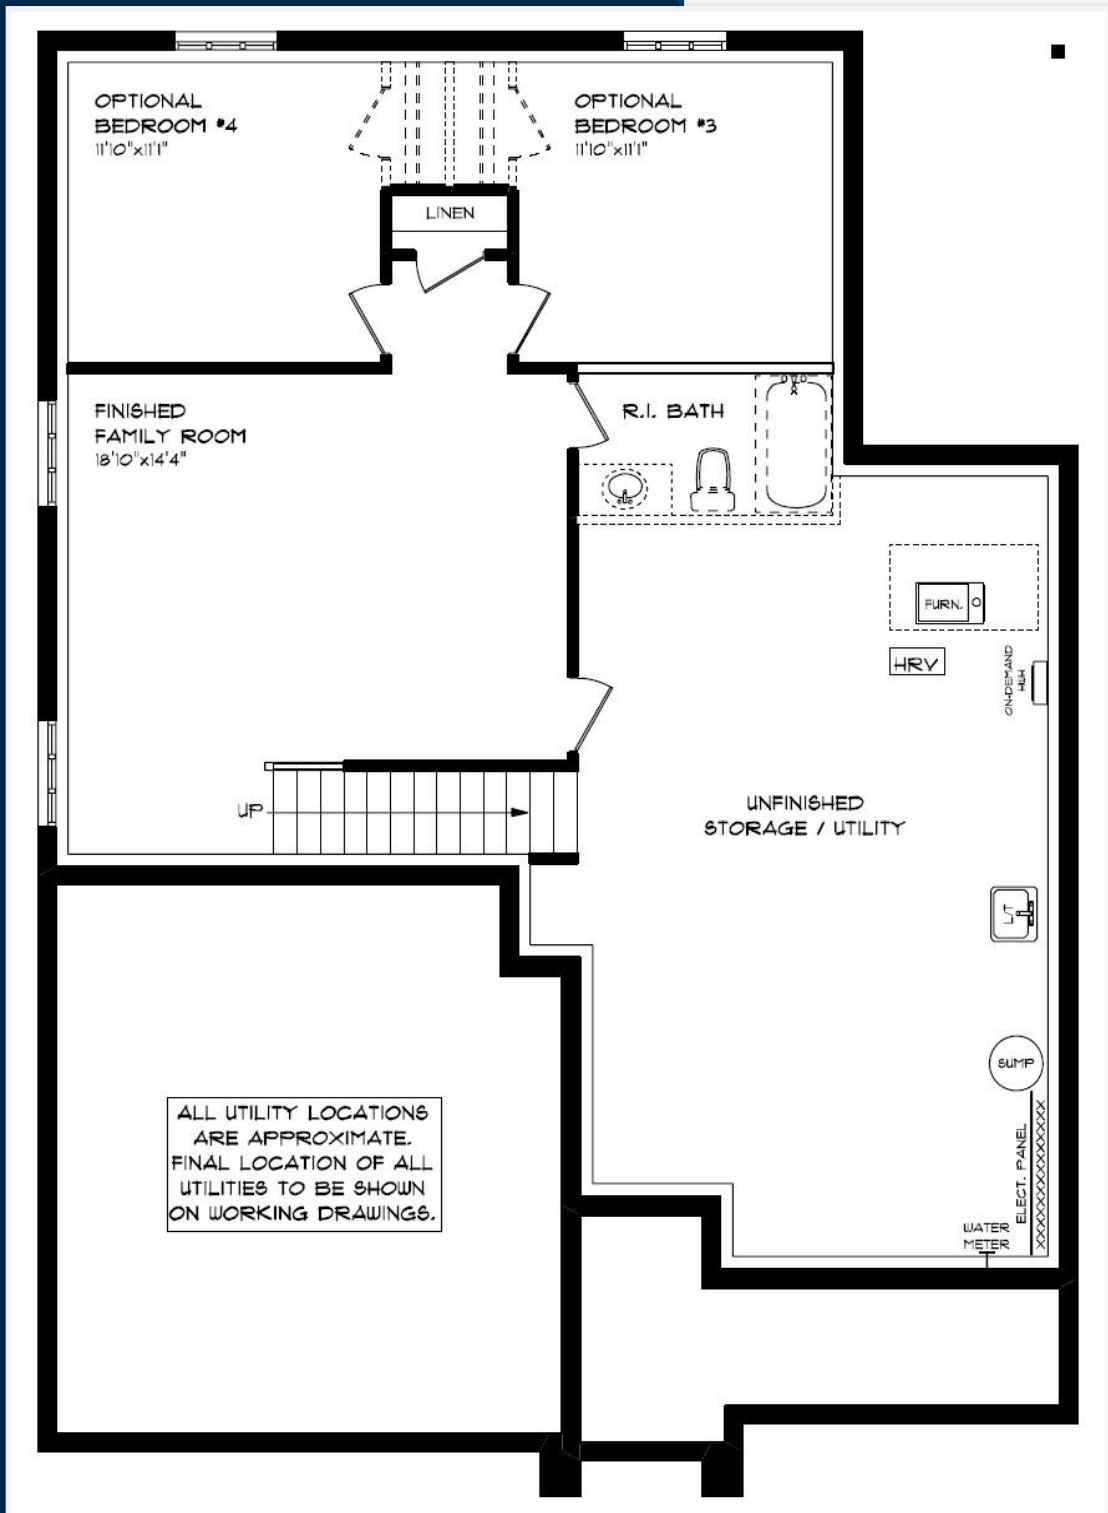 OPTIONAL
BEDROOM #4
11'10"x11'1"
OPTIONAL
BEDROOM #3
11'10"x11'1"
LINEN
FINISHED
FAMILY ROOM
18'10"x14'4"
R.I. BATH
FURN.
HRV
ON-DEMAND
HWH
UP
UNFINISHED
STORAGE / UTILITY
L/T
SUMP
ELECT. PANEL
WATER
METER
ALL UTILITY LOCATIONS
ARE APPROXIMATE.
FINAL LOCATION OF ALL
UTILITIES TO BE SHOWN
ON WORKING DRAWINGS.